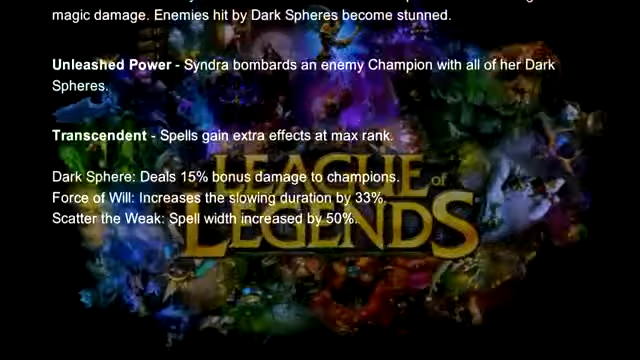 magic damage. Enemies hit by Dark Spheres become stunned.
Unleashed Power - Syndra bombards an enemy Champion with all of her Dark
Spheres.
Transcendent - Spells gain extra effects at max rank.
Dark Sphere: Deals 15% bonus damage to champions.
Force of Will: Increases the slowing duration by 33%.
Scatter the Weak: Spell width increased by 50%.
LEAGUE of
LEGENDS